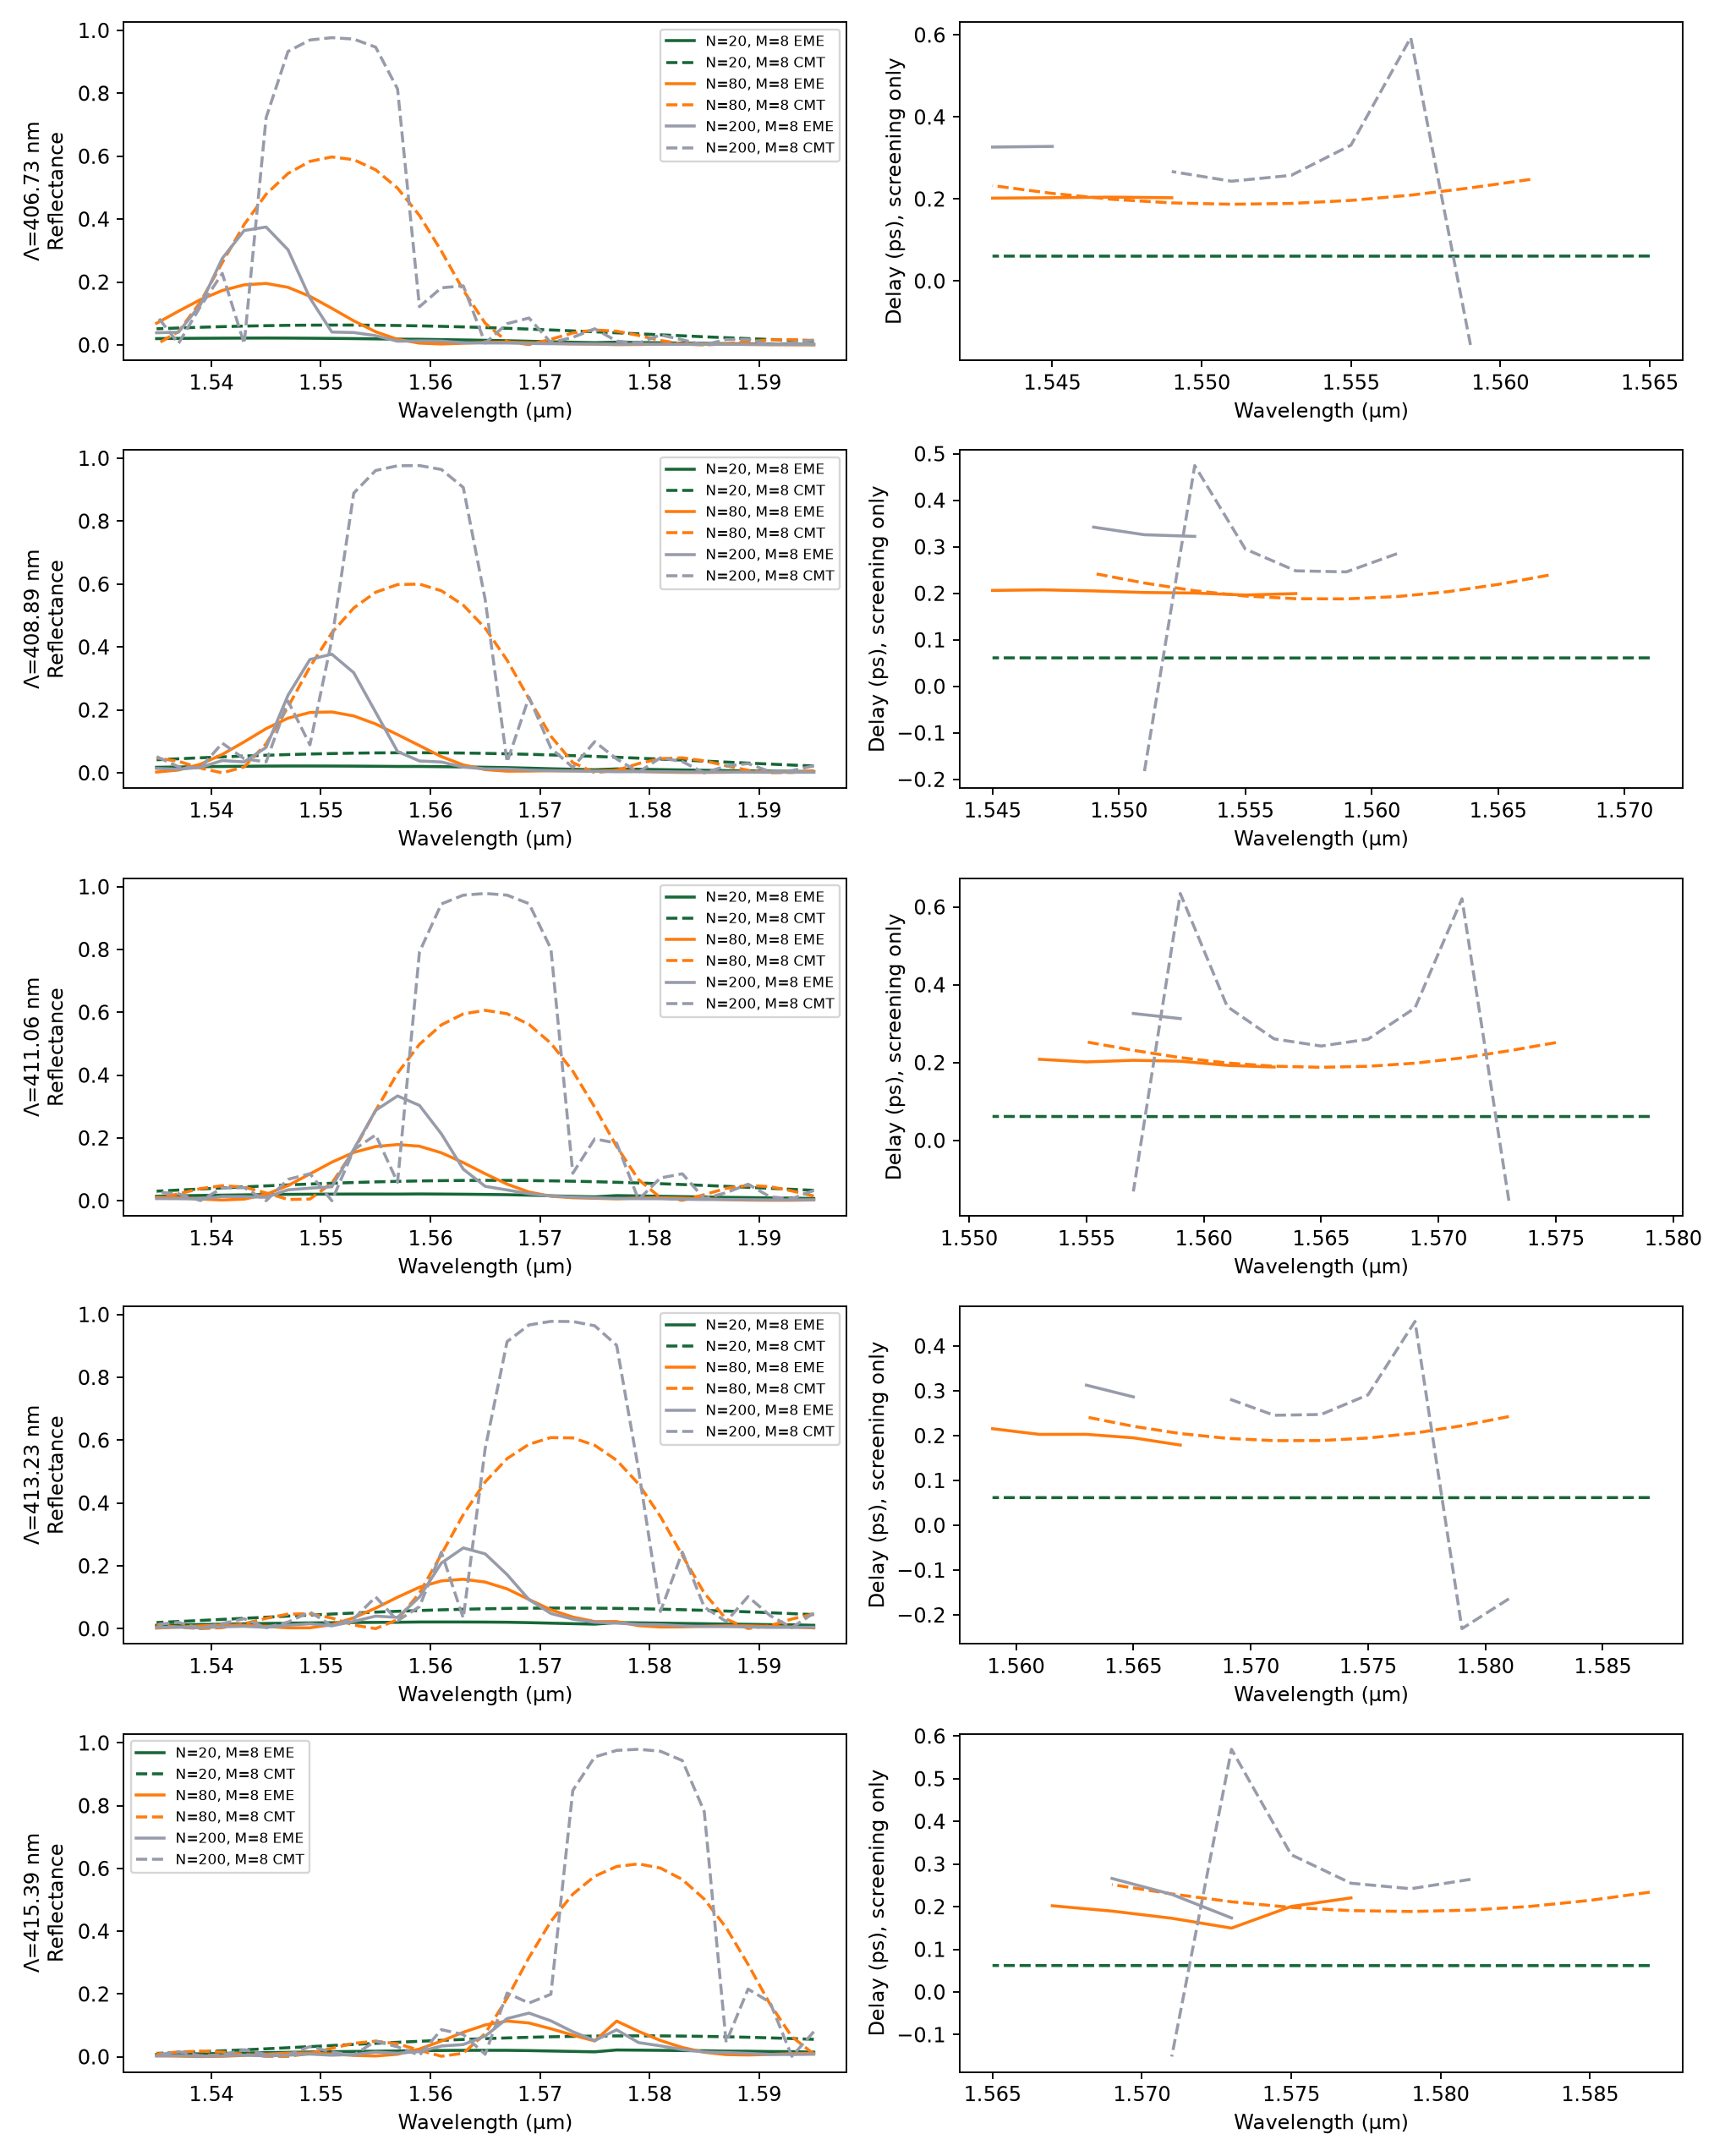 Λ=406.73 nm
Reflectance
1.0
0.8
0.6
0.4
0.2
0.0
N=20, M=8 EME
N=20, M=8 CMT
N=80, M=8 EME
N=80, M=8 CMT
N=200, M=8 EME
N=200, M=8 CMT
1.54 1.55 1.56 1.57 1.58 1.59
Wavelength (μm)
Delay (ps), screening only
0.6
0.4
0.2
0.0
1.545 1.550 1.555 1.560 1.565
Wavelength (μm)
Λ=408.89 nm
Reflectance
1.0
0.8
0.6
0.4
0.2
0.0
N=20, M=8 EME
N=20, M=8 CMT
N=80, M=8 EME
N=80, M=8 CMT
N=200, M=8 EME
N=200, M=8 CMT
1.54 1.55 1.56 1.57 1.58 1.59
Wavelength (μm)
Delay (ps), screening only
0.5
0.4
0.3
0.2
0.1
0.0
−0.1
−0.2
1.545 1.550 1.555 1.560 1.565 1.570
Wavelength (μm)
Λ=411.06 nm
Reflectance
1.0
0.8
0.6
0.4
0.2
0.0
N=20, M=8 EME
N=20, M=8 CMT
N=80, M=8 EME
N=80, M=8 CMT
N=200, M=8 EME
N=200, M=8 CMT
1.54 1.55 1.56 1.57 1.58 1.59
Wavelength (μm)
Delay (ps), screening only
0.6
0.4
0.2
0.0
1.550 1.555 1.560 1.565 1.570 1.575 1.580
Wavelength (μm)
Λ=413.23 nm
Reflectance
1.0
0.8
0.6
0.4
0.2
0.0
N=20, M=8 EME
N=20, M=8 CMT
N=80, M=8 EME
N=80, M=8 CMT
N=200, M=8 EME
N=200, M=8 CMT
1.54 1.55 1.56 1.57 1.58 1.59
Wavelength (μm)
Delay (ps), screening only
0.4
0.3
0.2
0.1
0.0
−0.1
−0.2
1.560 1.565 1.570 1.575 1.580 1.585
Wavelength (μm)
Λ=415.39 nm
Reflectance
1.0
0.8
0.6
0.4
0.2
0.0
N=20, M=8 EME
N=20, M=8 CMT
N=80, M=8 EME
N=80, M=8 CMT
N=200, M=8 EME
N=200, M=8 CMT
1.54 1.55 1.56 1.57 1.58 1.59
Wavelength (μm)
Delay (ps), screening only
0.6
0.5
0.4
0.3
0.2
0.1
0.0
−0.1
1.565 1.570 1.575 1.580 1.585
Wavelength (μm)